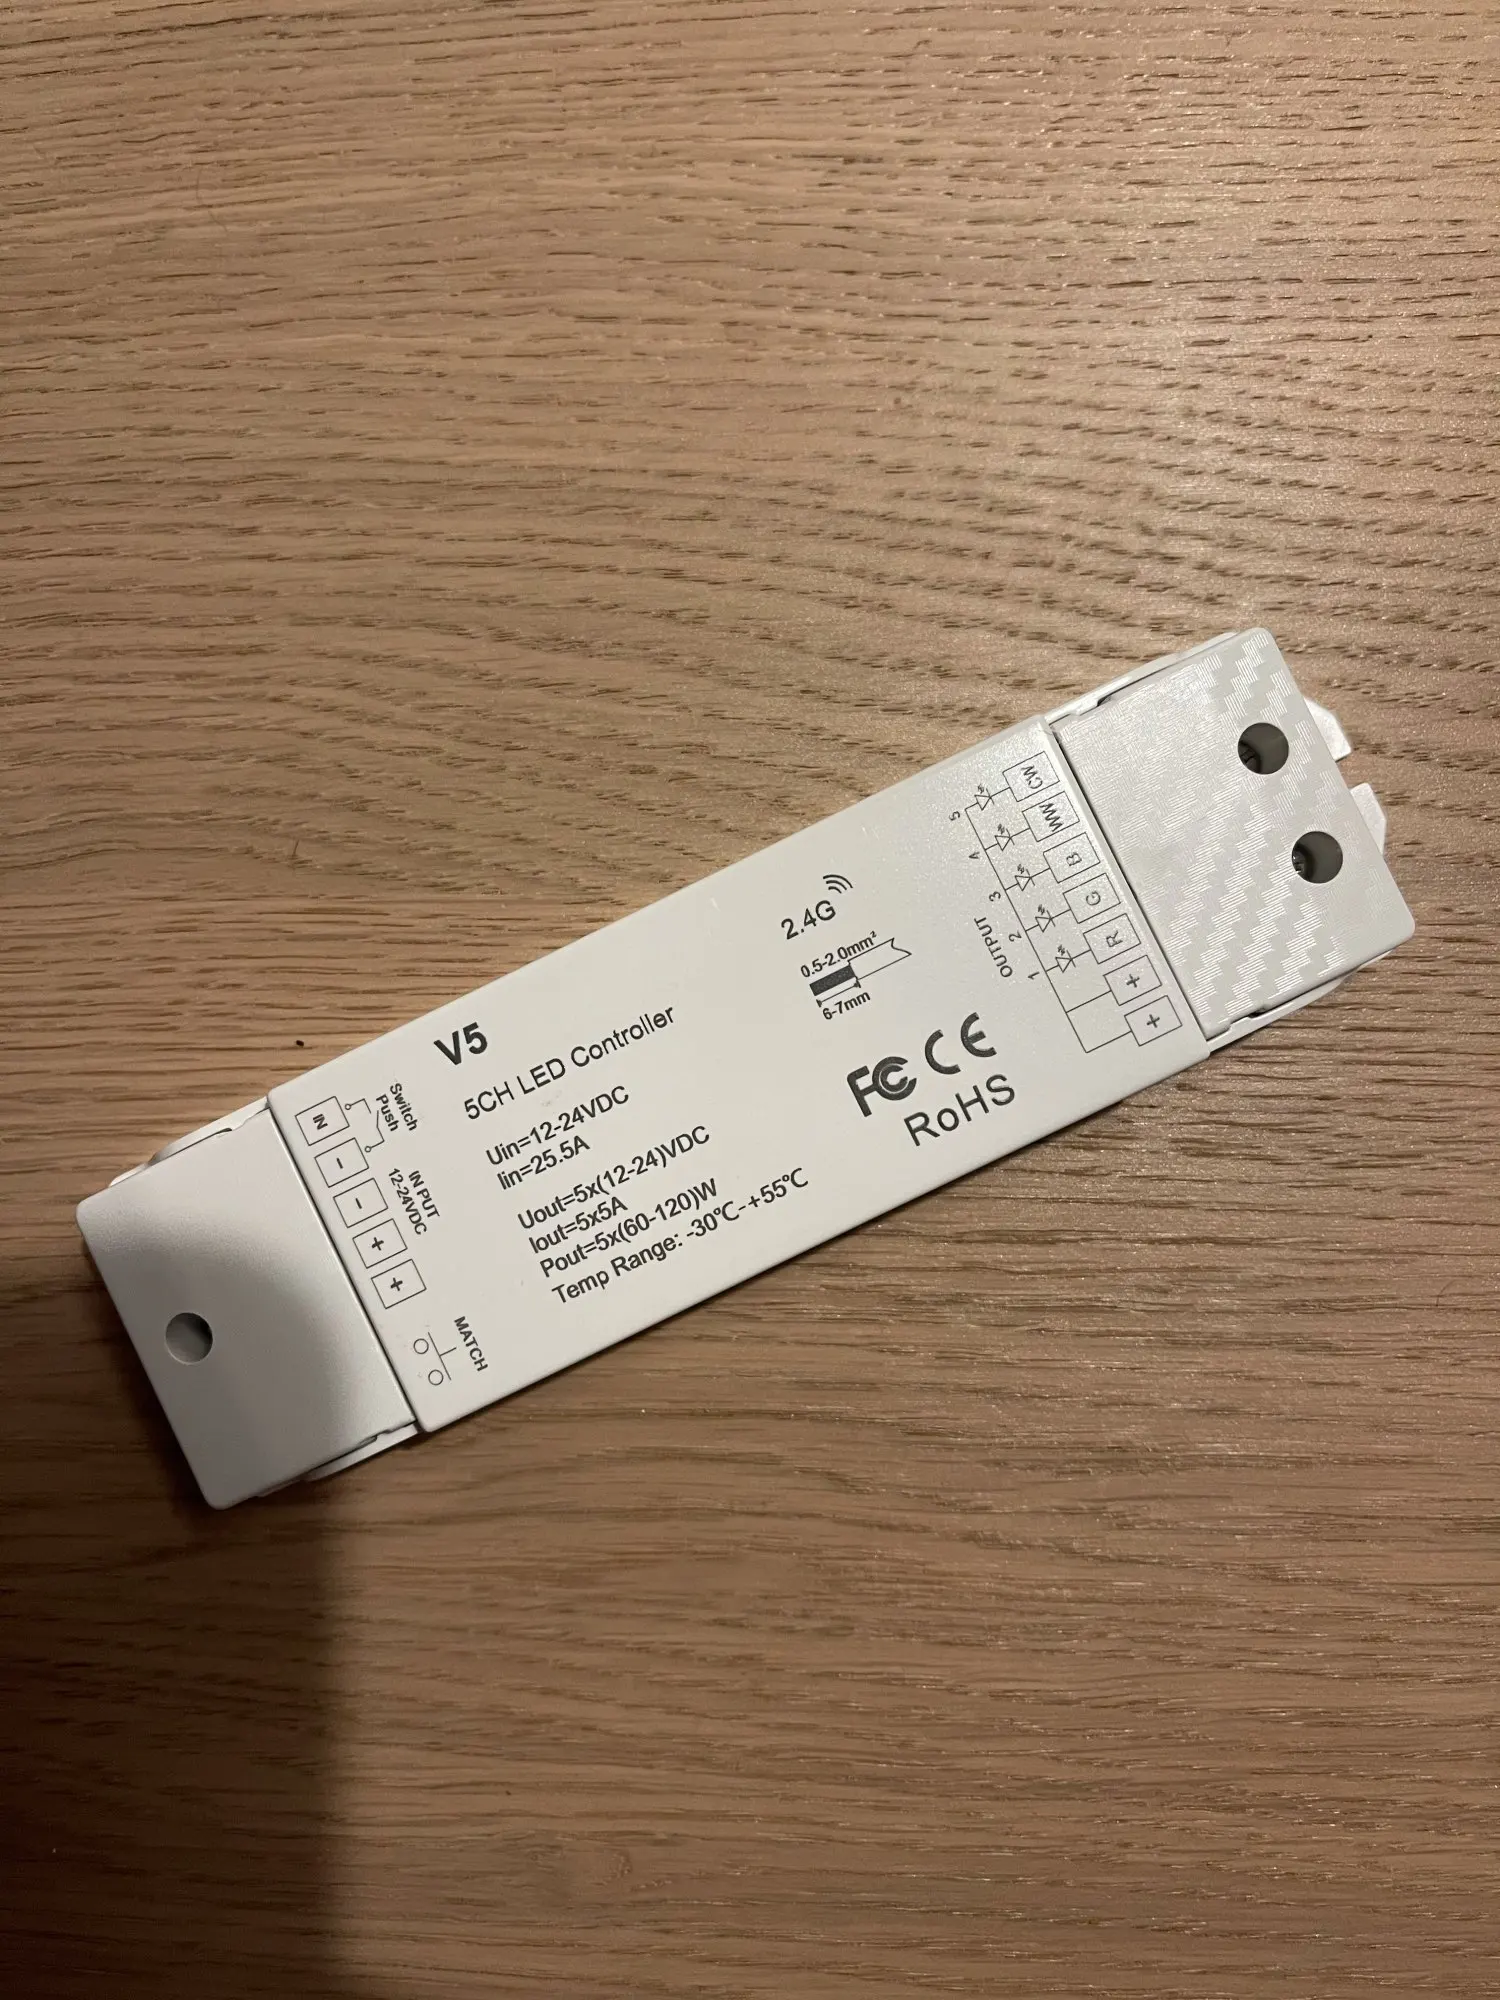 V5
5CH LED Controller
Uin=12-24VDC
Iin=25.5A
Uout=5x(12-24)VDC
Iout=5x5A
Pout=5x(60-120)W
Temp Range: -30℃-+55℃
IN
-
-
+
+
Push
Switch
INPUT
12-24VDC
MATCH
2.4G
0.5-2.0mm²
6-7mm
FC CE
RoHS
OUTPUT
1
2
3
4
5
CW
WW
B
G
R
+
+